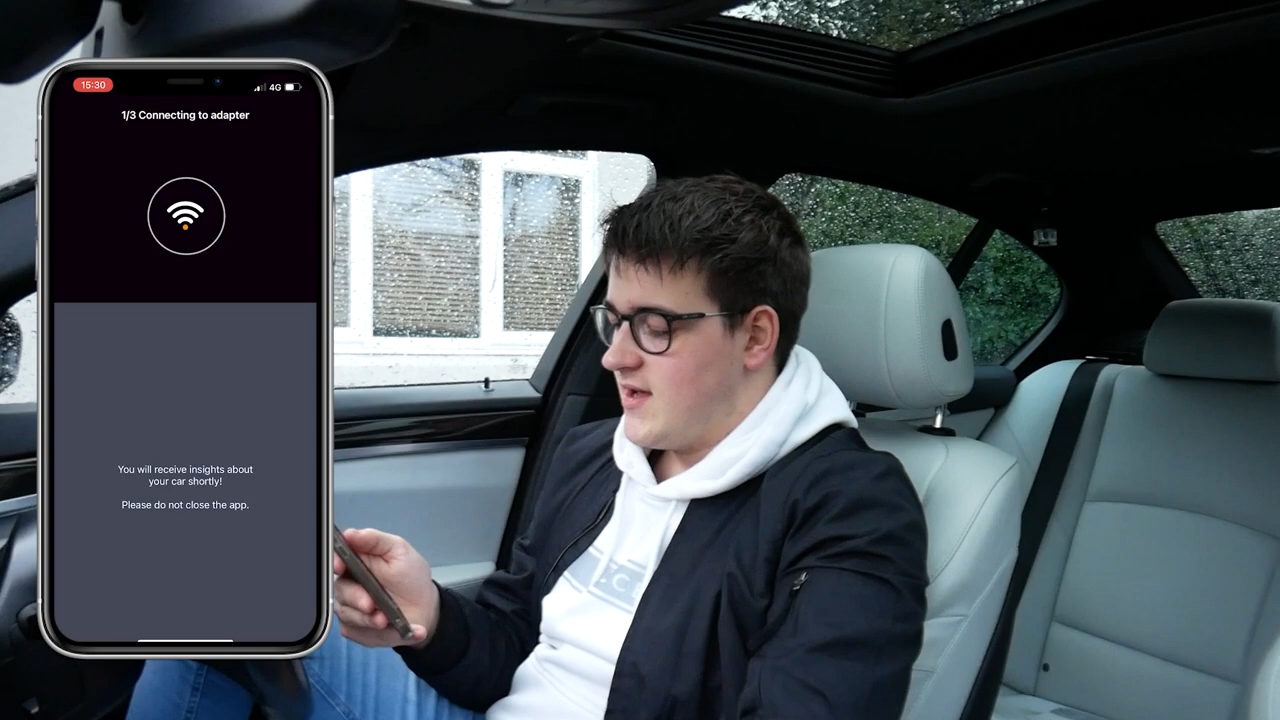 15:30
4G
1/3 Connecting to adapter
You will receive insights about
your car shortly!
Please do not close the app.